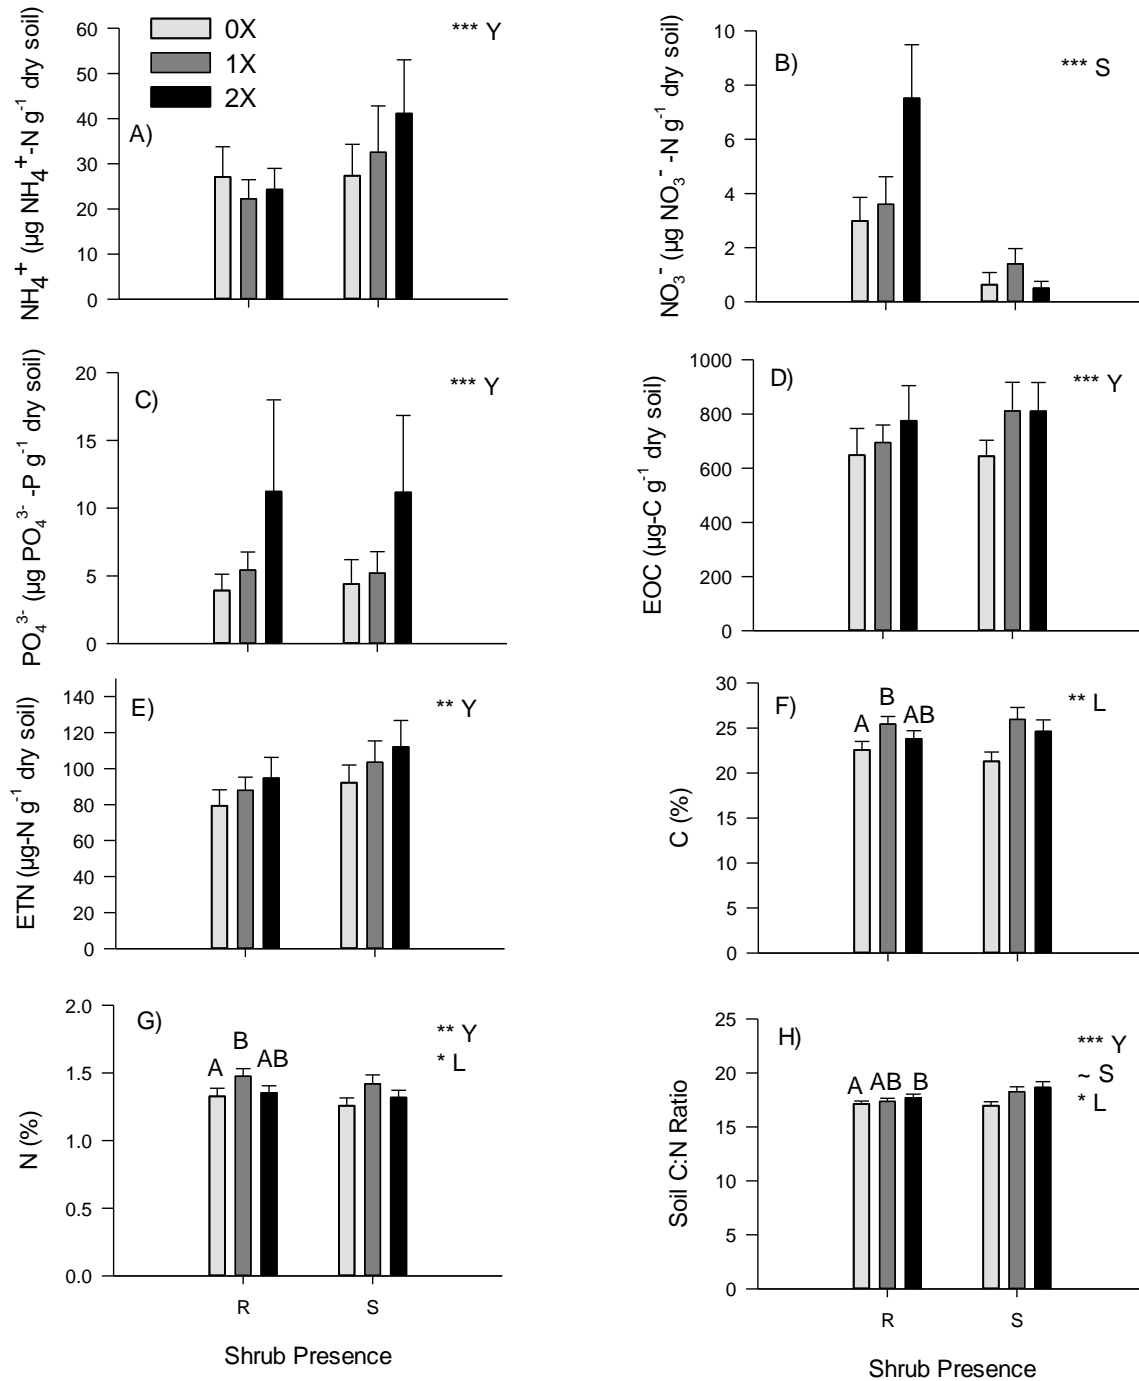 NH₄⁺ (µg NH₄⁺-N g⁻¹ dry soil)
60
50
40
30
20
10
0
0X
1X
2X
A)
*** Y
NO₃⁻ (µg NO₃⁻ -N g⁻¹ dry soil)
10
8
6
4
2
0
B)
*** S
PO₄³⁻ (µg PO₄³⁻ -P g⁻¹ dry soil)
20
15
10
5
0
C)
*** Y
EOC (µg-C g⁻¹ dry soil)
1000
800
600
400
200
0
D)
*** Y
ETN (µg-N g⁻¹ dry soil)
140
120
100
80
60
40
20
0
E)
** Y
C (%)
30
25
20
15
10
5
0
F)
A
B
AB
** L
N (%)
2.0
1.5
1.0
0.5
0.0
G)
A
B
AB
** Y
* L
R
S
Shrub Presence
Soil C:N Ratio
25
20
15
10
5
0
H)
A
AB
B
*** Y
~ S
* L
R
S
Shrub Presence